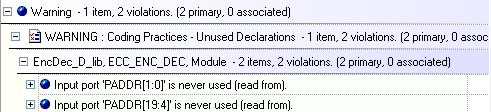 Warning - 1 item, 2 violations. (2 primary, 0 associated)
WARNING : Coding Practices - Unused Declarations - 1 item, 2 violations. (2 primary, 0 assoc
EncDec_D_lib, ECC_ENC_DEC, Module - 2 items, 2 violations. (2 primary, 0 associated)
Input port 'PADDR[1:0]' is never used (read from).
Input port 'PADDR[19:4]' is never used (read from).